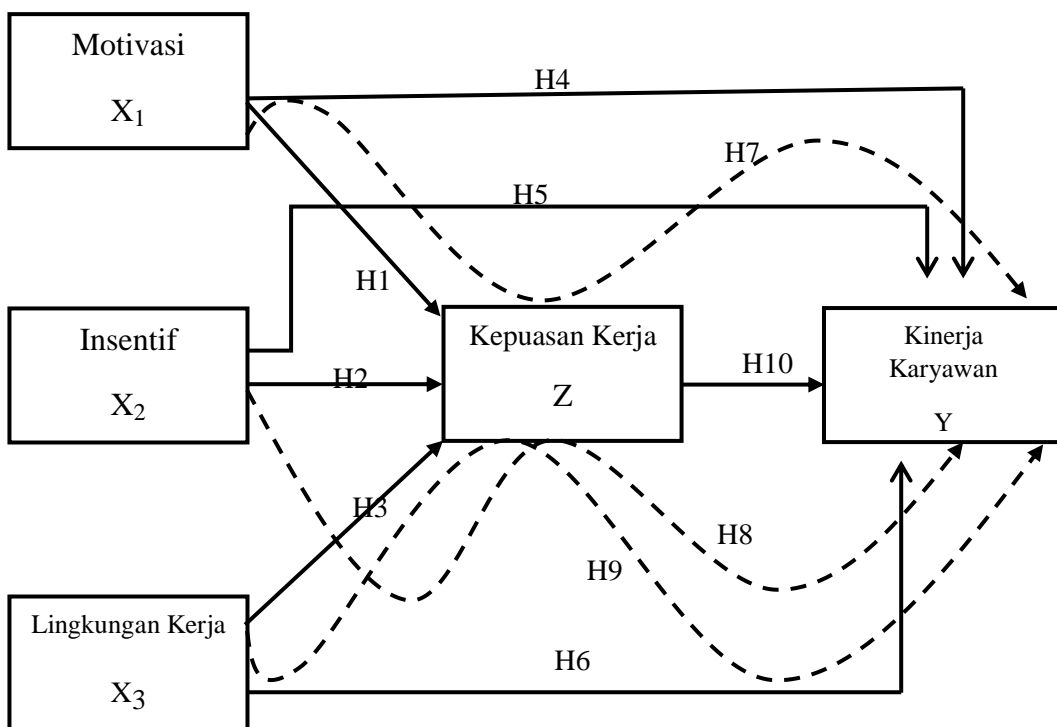 Motivasi
X1
H4
H7
H5
H1
Insentif
X2
H2
Kepuasan Kerja
Z
H10
Kinerja
Karyawan
Y
H3
H8
H9
Lingkungan Kerja
X3
H6